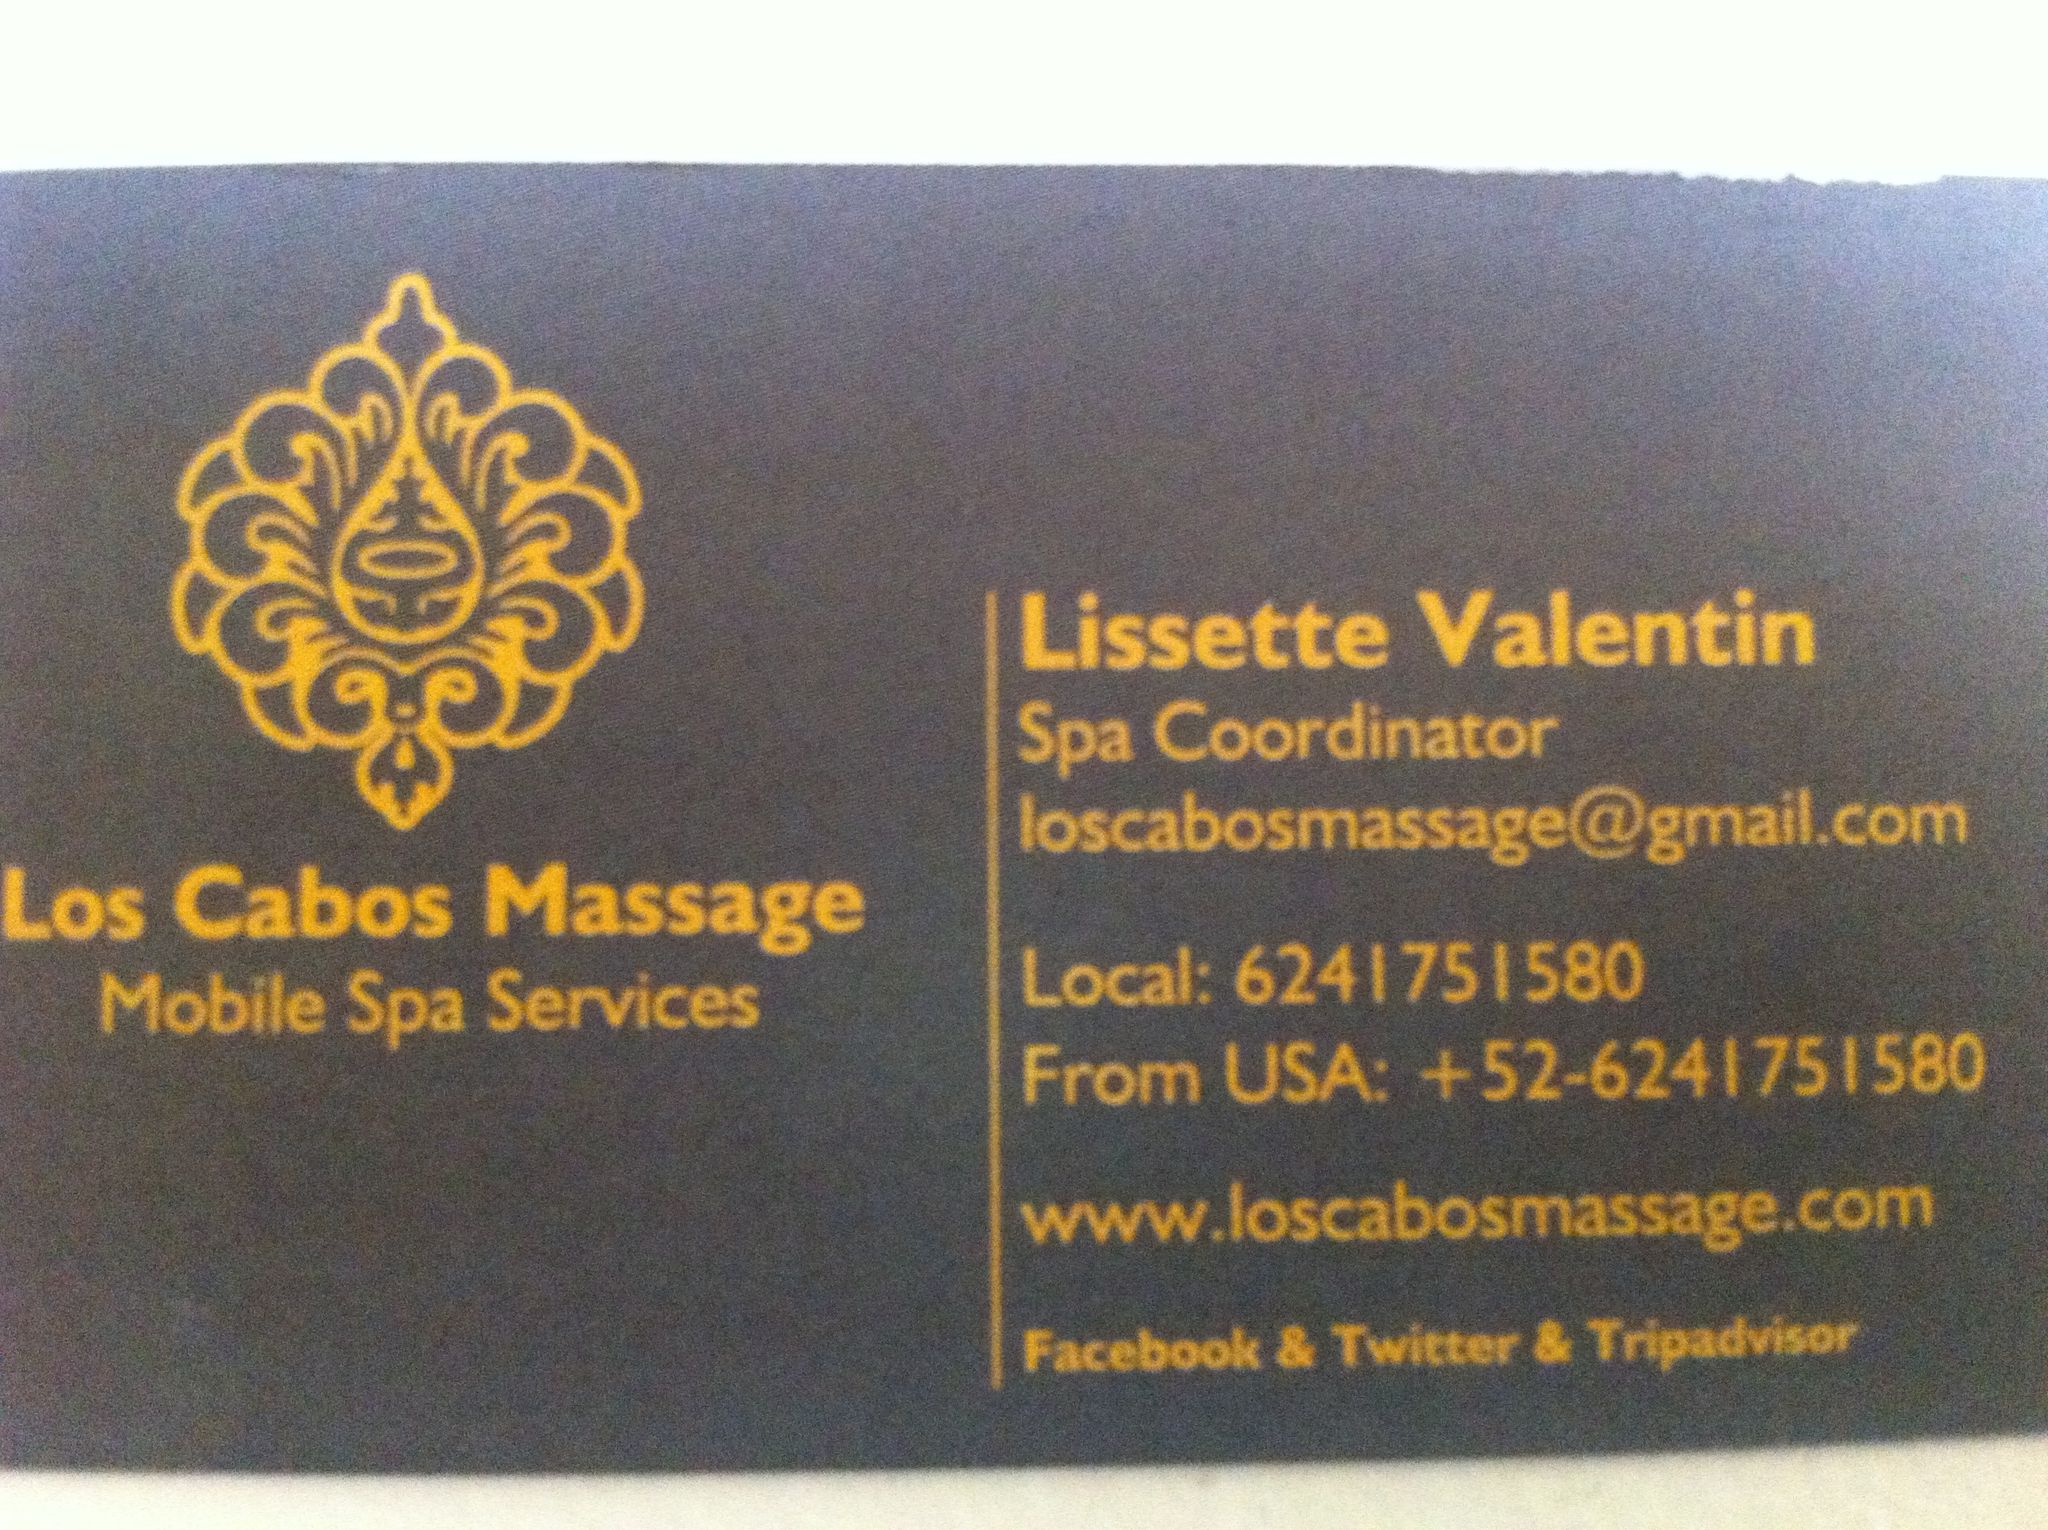 Los Cabos Massage
Mobile Spa Services
Lissette Valentin
Spa Coordinator
loscabosmassage@gmail.com
Local: 6241751580
From USA: +52-6241751580
www.loscabosmassage.com
Facebook & Twitter & Tripadvisor